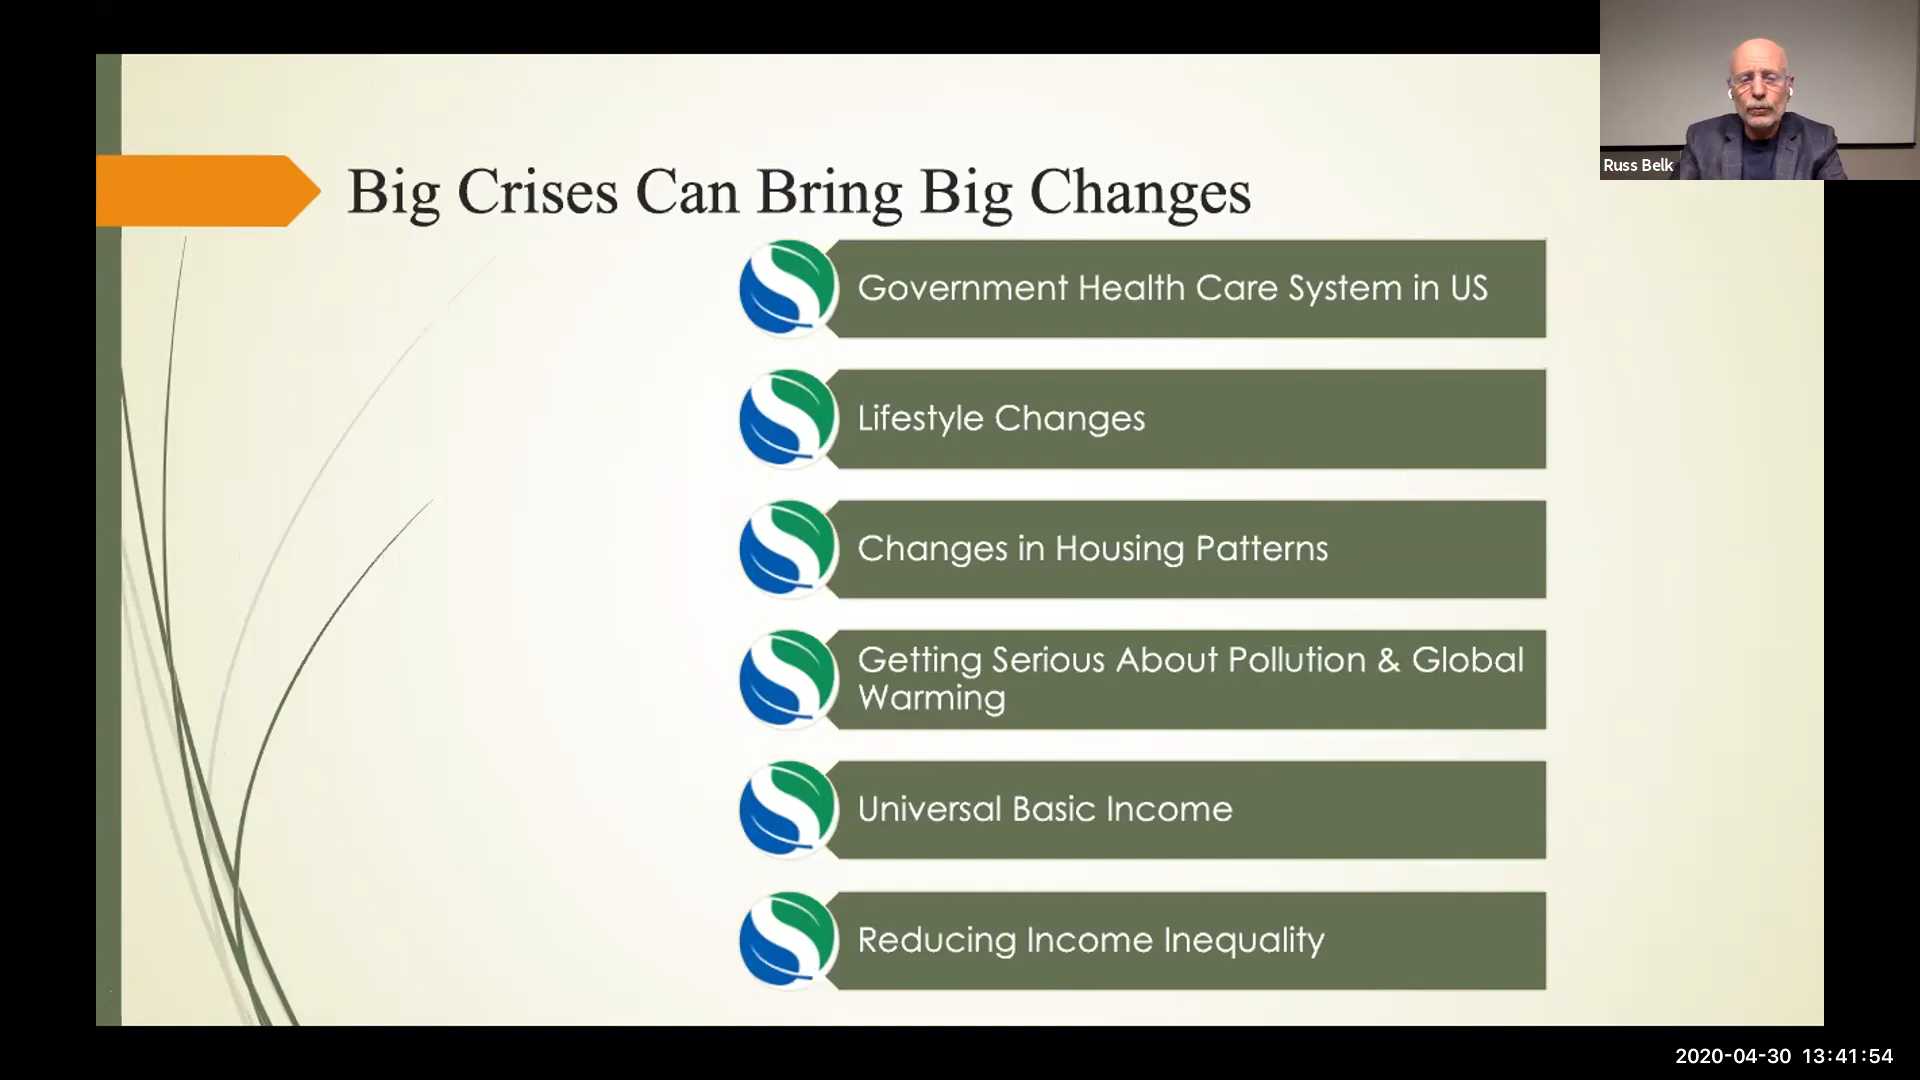 Russ Belk
Big Crises Can Bring Big Changes
Government Health Care System in US
Lifestyle Changes
Changes in Housing Patterns
Getting Serious About Pollution & Global
Warming
Universal Basic Income
Reducing Income Inequality
2020-04-30 13:41:54